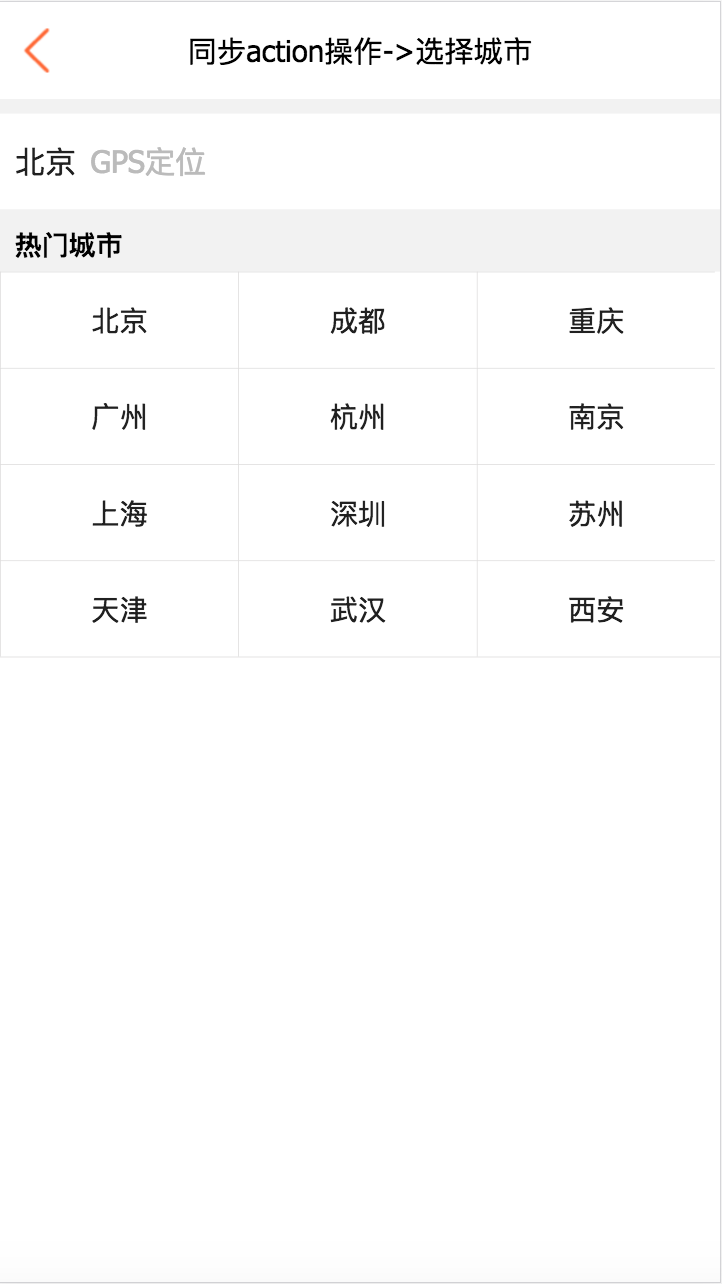 同步action操作->选择城市
北京 GPS定位
热门城市
北京 成都 重庆
广州 杭州 南京
上海 深圳 苏州
天津 武汉 西安